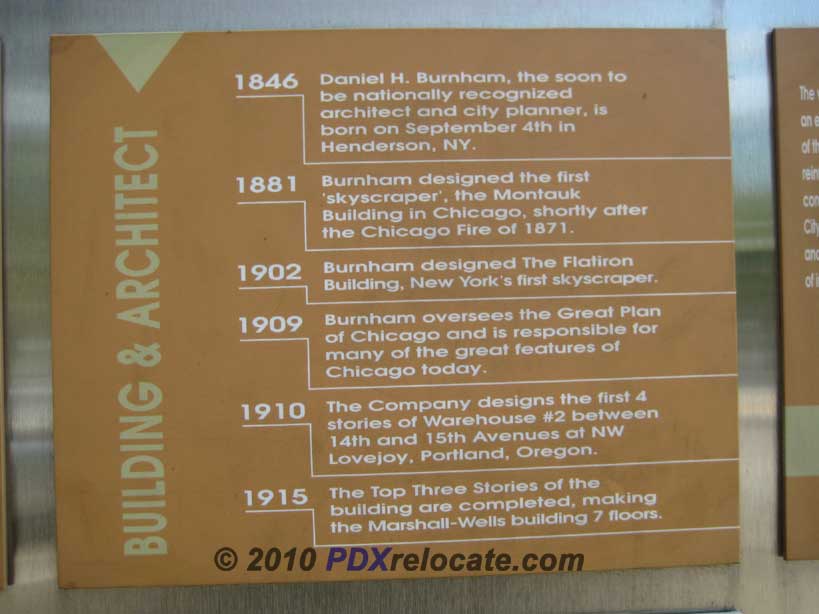 BUILDING & ARCHITECT
1846
Daniel H. Burnham, the soon to
be nationally recognized
architect and city planner, is
born on September 4th in
Henderson, NY.
1881
Burnham designed the first
'skyscraper', the Montauk
Building in Chicago, shortly after
the Chicago Fire of 1871.
1902
Burnham designed The Flatiron
Building, New York's first skyscraper.
1909
Burnham oversees the Great Plan
of Chicago and is responsible for
many of the great features of
Chicago today.
1910
The Company designs the first 4
stories of Warehouse #2 between
14th and 15th Avenues at NW
Lovejoy, Portland, Oregon.
1915
The Top Three Stories of the
building are completed, making
the Marshall-Wells building 7 floors.
© 2010 PDXrelocate.com
The
an
of
City
of